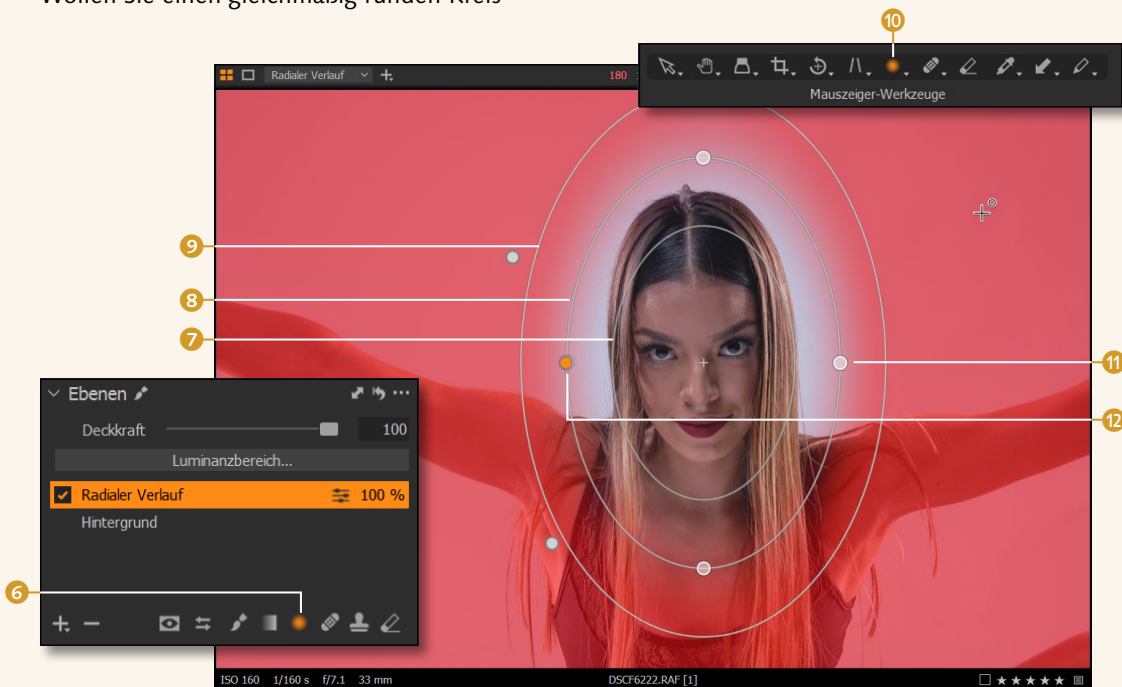 Wollen Sie einen gleichmäßig runden Kreis
10
Radialer Verlauf
180
Mauszeiger-Werkzeuge
9
8
7
11
12
Ebenen
Deckkraft 100
Luminanzbereich...
Radialer Verlauf 100 %
Hintergrund
6
ISO 160 1/160 s f/7.1 33 mm DSCF6222.RAF [1]